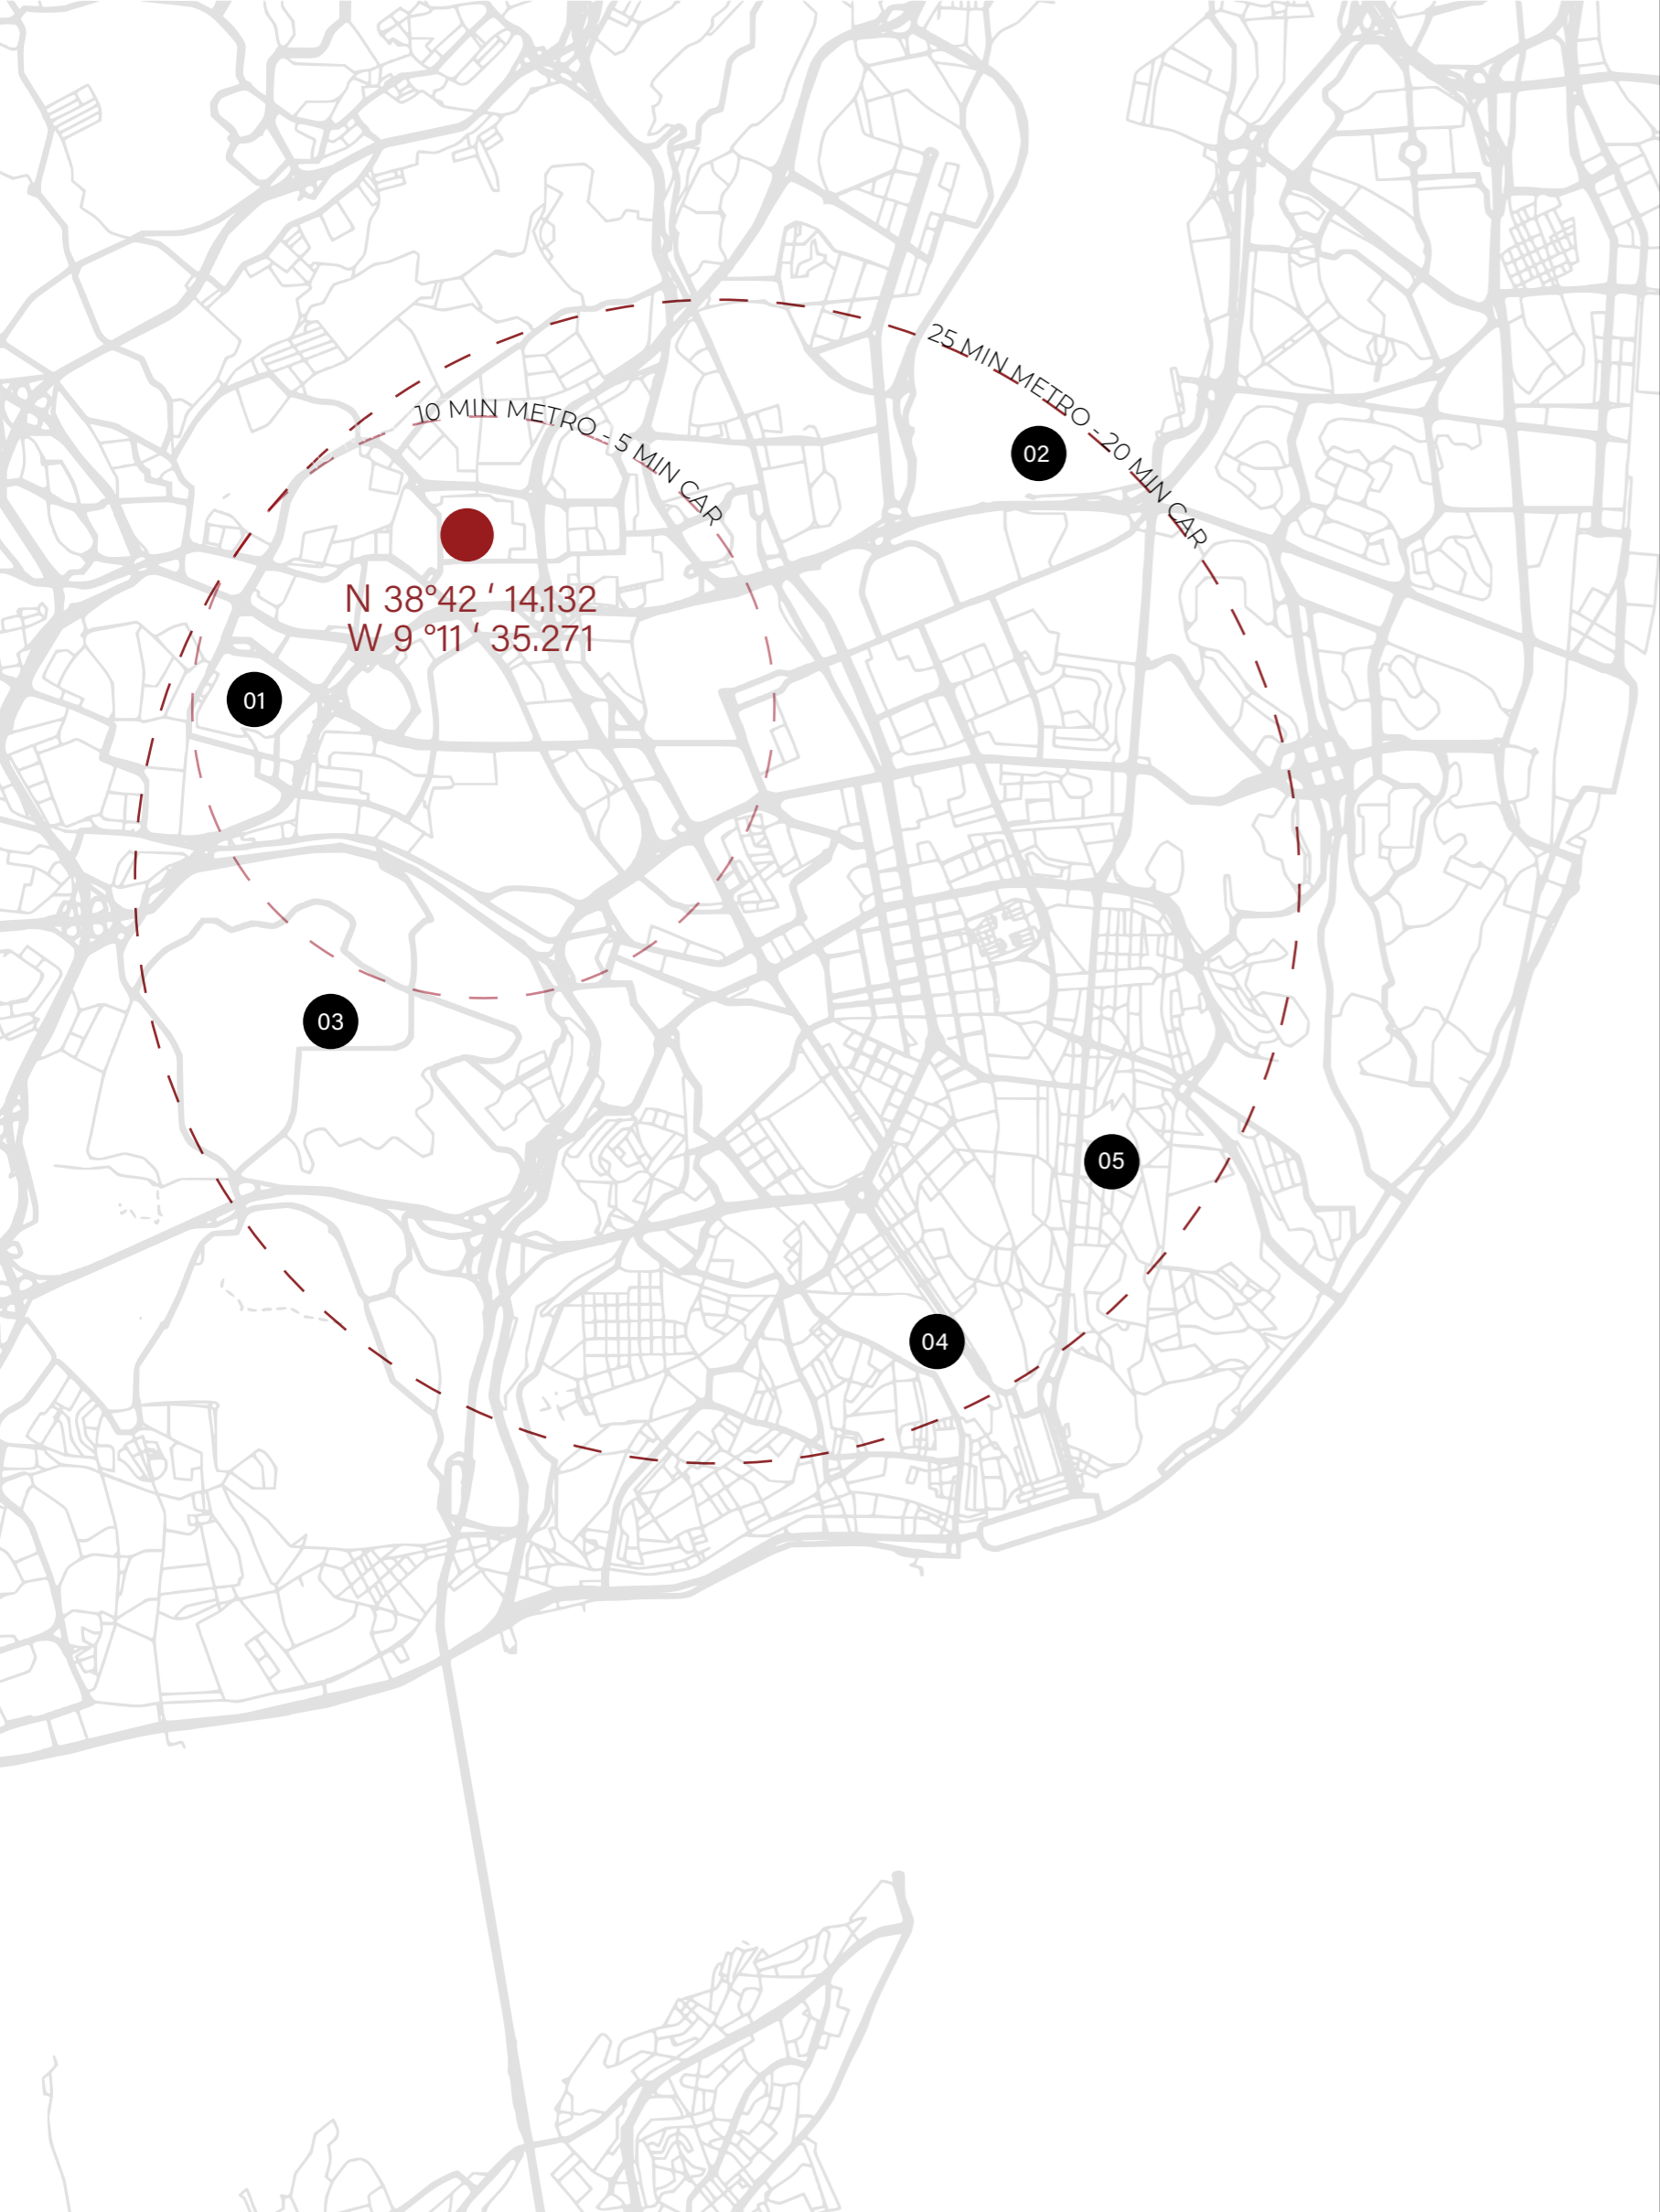 25 MIN METRO - 20 MIN CAR
10 MIN METRO - 5 MIN CAR
02
N 38°42 ‘ 14.132
W 9 °11 ‘ 35.271
01
03
05
04